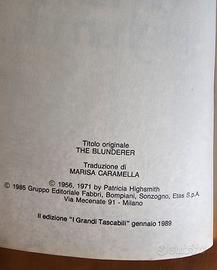 Titolo originale
THE BLUNDERER
Traduzione di
MARISA CARAMELLA
© 1956, 1971 by Patricia Highsmith
© 1985 Gruppo Editoriale Fabbri, Bompiani, Sonzogno, Etas S.p.A.
Via Mecenate 91 - Milano
II edizione "I Grandi Tascabili" gennaio 1989
subito